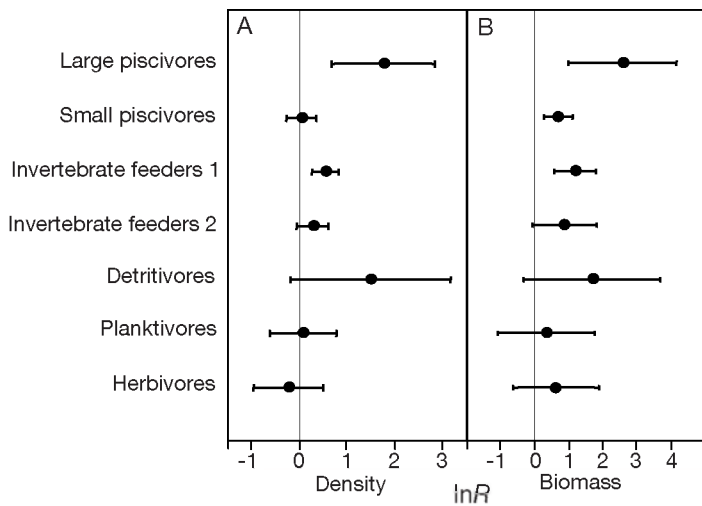 A
B
Large piscivores
Small piscivores
Invertebrate feeders 1
Invertebrate feeders 2
Detritivores
Planktivores
Herbivores
-1 0 1 2 3
-1 0 1 2 3 4
Density
lnR
Biomass